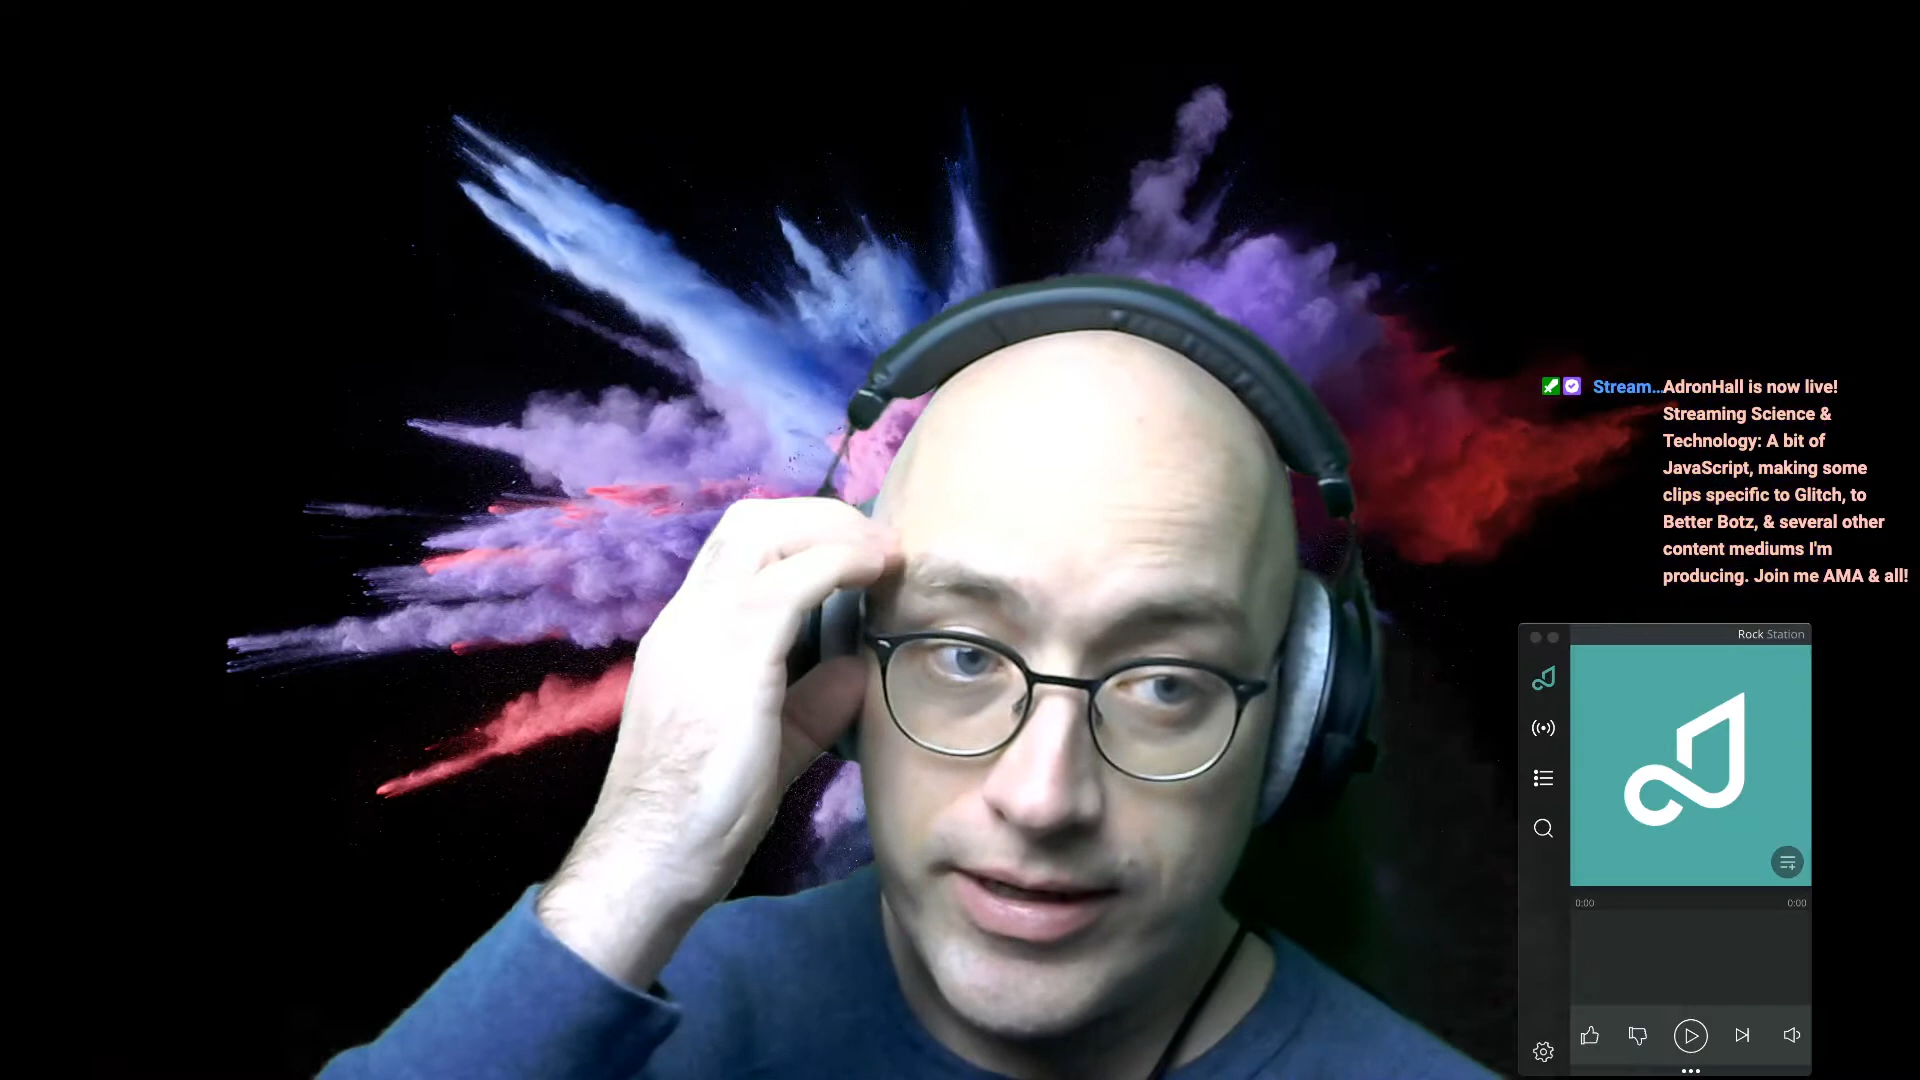 Stream... AdronHall is now live!
Streaming Science &
Technology: A bit of
JavaScript, making some
clips specific to Glitch, to
Better Botz, & several other
content mediums I'm
producing. Join me AMA & all!
Rock Station
0:00 0:00